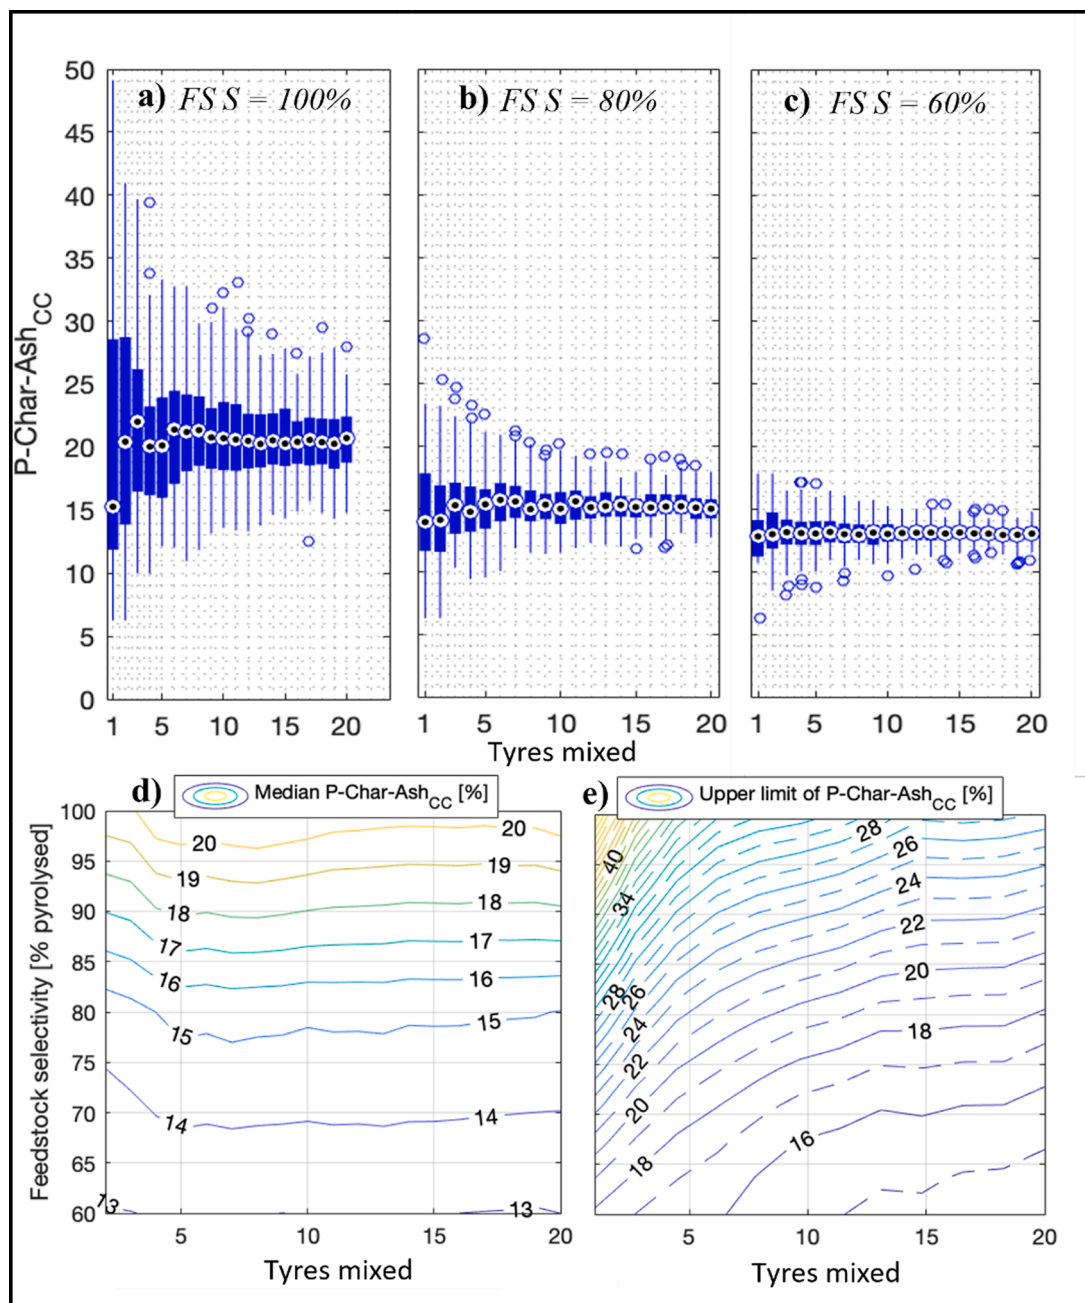 a) FS S = 100%
b) FS S = 80%
c) FS S = 60%
P-Char-AshCC
50
45
40
35
30
25
20
15
10
5
0
1 5 10 15 20
1 5 10 15 20
1 5 10 15 20
Tyres mixed
d) Median P-Char-AshCC [%]
e) Upper limit of P-Char-AshCC [%]
Feedstock selectivity [% pyrolysed]
100
95
90
85
80
75
70
65
60
20 20
19 19
18 18
17 17
16 16
15 15
14 14
13 13
5 10 15 20
Tyres mixed
40
34
28 26
24
22
20
18
28
26
24
22
20
18
16
5 10 15 20
Tyres mixed